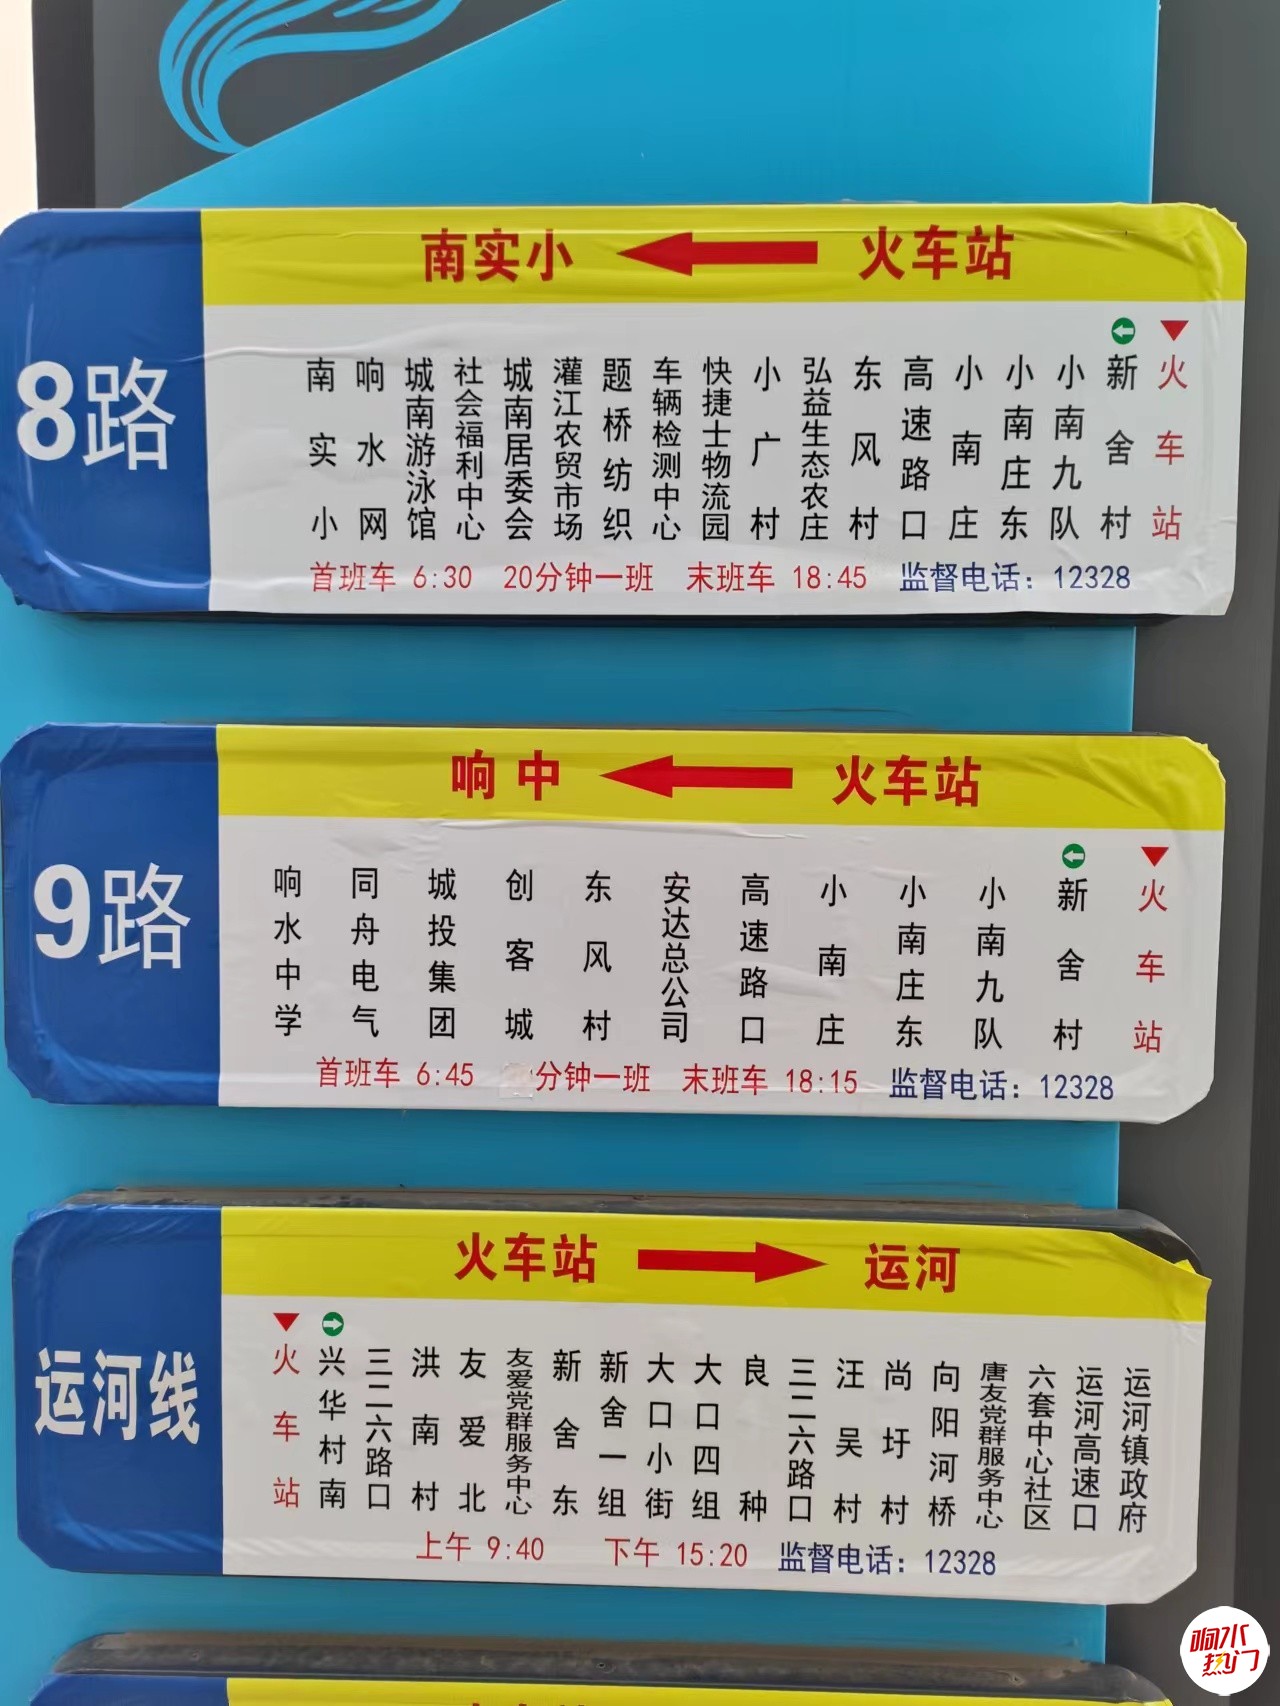 8路
南实小 ← 火车站
南实小 响水网 城南游泳馆 社会福利中心 城南居委会 灌江农贸市场 题桥纺织 车辆检测中心 快捷士物流园 小广村 弘益生态农庄 东风村 高速路口 小南庄 小南庄东 小南九队 新舍村 火车站
首班车 6:30 20分钟一班 末班车 18:45 监督电话：12328
9路
响中 ← 火车站
响水中学 同舟电气 城投集团 创客城 东风村 安达总公司 高速路口 小南庄 小南庄东 小南九队 新舍村 火车站
首班车 6:45 分钟一班 末班车 18:15 监督电话：12328
运河线
火车站 → 运河
火车站 兴华村南 三二六路口 洪南村 友爱北 友爱党群服务中心 新舍东 新舍一组 大口小街 大口四组 良种 三二六路口 汪吴村 尚圩村 向阳河桥 唐友党群服务中心 六套中心社区 运河高速口 运河镇政府
上午 9:40 下午 15:20 监督电话：12328
响水
热门